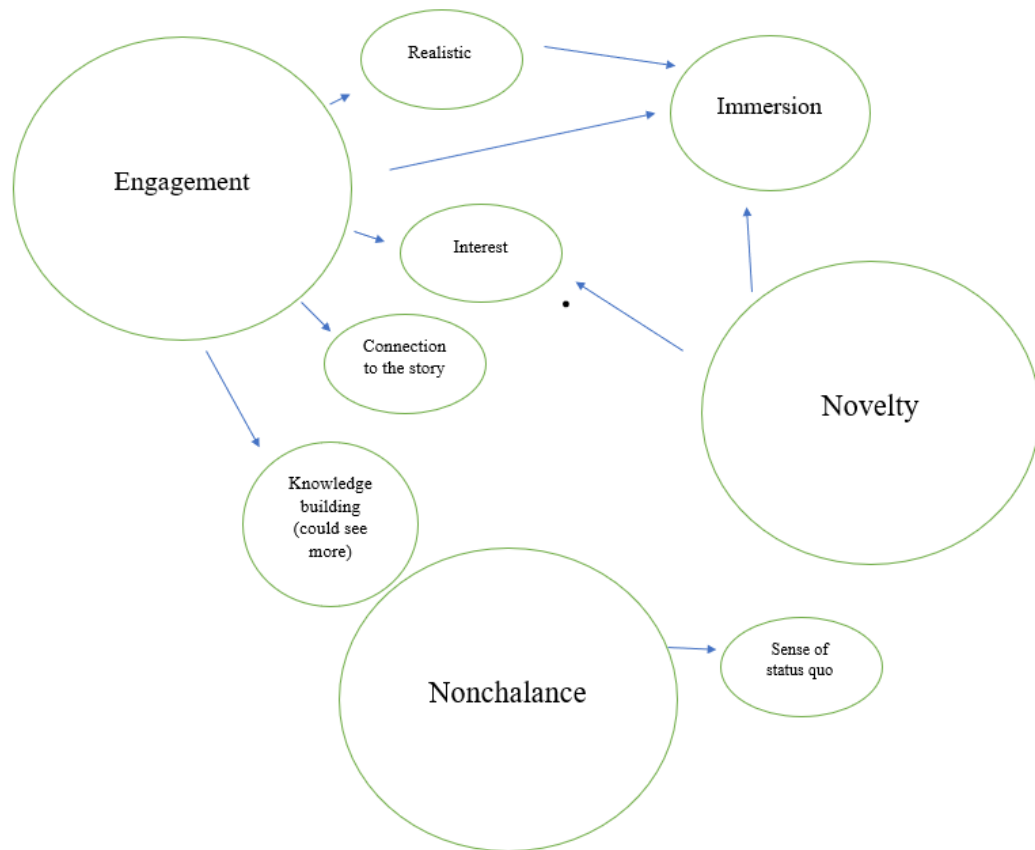 Realistic
Immersion
Engagement
Interest
Connection
to the story
Novelty
Knowledge
building
(could see
more)
Sense of
status quo
Nonchalance